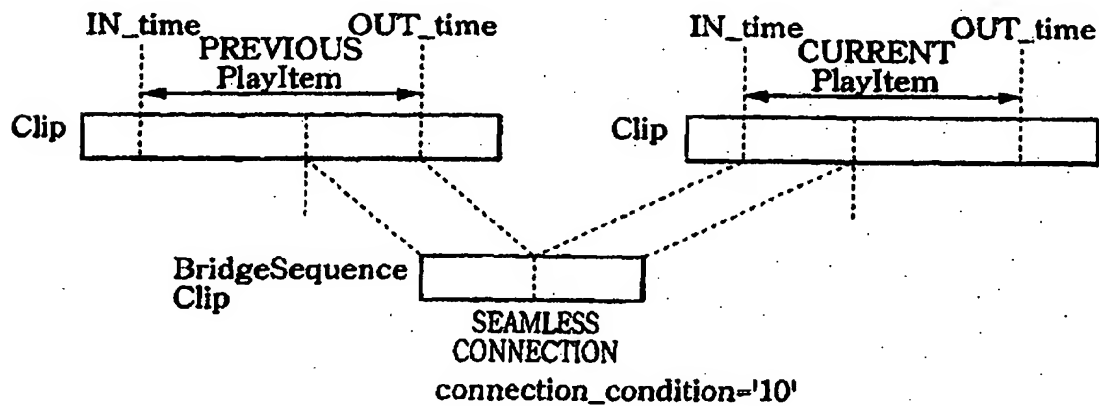 IN_time OUT_time
PREVIOUS
PlayItem
Clip
IN_time OUT_time
CURRENT
PlayItem
Clip
BridgeSequence
Clip
SEAMLESS
CONNECTION
connection_condition='10'